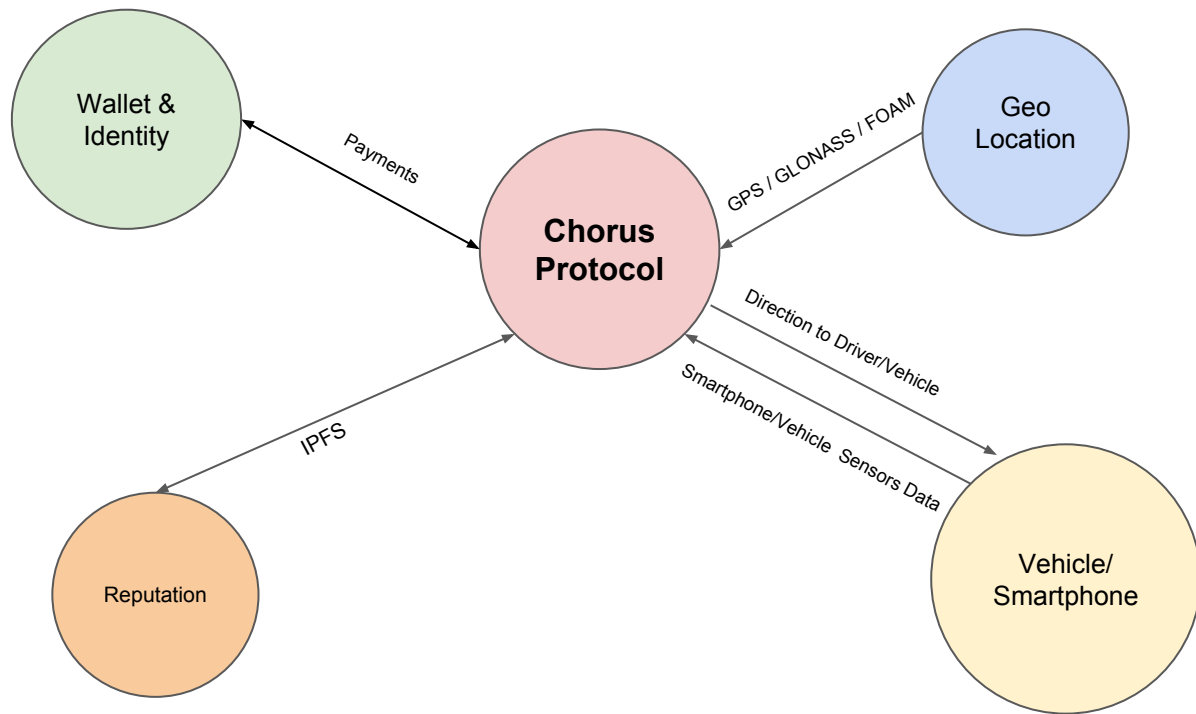 Wallet &
Identity
Payments
Chorus
Protocol
GPS / GLONASS / FOAM
Geo
Location
Direction to Driver/Vehicle
Smartphone/Vehicle Sensors Data
IPFS
Reputation
Vehicle/
Smartphone